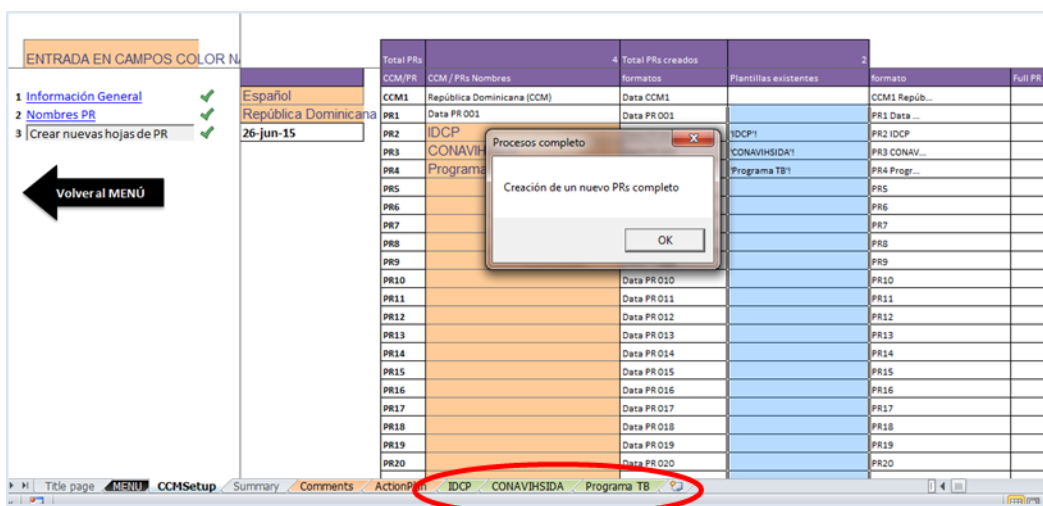 ENTRADA EN CAMPOS COLOR NA
1 Información General
2 Nombres PR
3 Crear nuevas hojas de PR
Volver al MENÚ
Español
República Dominicana
26-jun-15
Total PRs 4 Total PRs creados 2
CCM/PR CCM / PRs Nombres formatos Plantillas existentes formato Full PR
CCM1 República Dominicana (CCM) Data CCM1 CCM1 Repúb...
PR1 Data PR 001 Data PR 001 PR1 Data ...
PR2 IDCP 'IDCP'! PR2 IDCP
PR3 CONAVIH 'CONAVIHSIDA'! PR3 CONAV...
PR4 Programa 'Programa TB'! PR4 Progr...
PR5 PR5
PR6 PR6
PR7 PR7
PR8 PR8
PR9 PR9
PR10 Data PR 010 PR10
PR11 Data PR 011 PR11
PR12 Data PR 012 PR12
PR13 Data PR 013 PR13
PR14 Data PR 014 PR14
PR15 Data PR 015 PR15
PR16 Data PR 016 PR16
PR17 Data PR 017 PR17
PR18 Data PR 018 PR18
PR19 Data PR 019 PR19
PR20 Data PR 020 PR20
Procesos completo
Creación de un nuevo PRs completo
OK
Title page MENU CCMSetup Summary Comments ActionPlan IDCP CONAVIHSIDA Programa TB